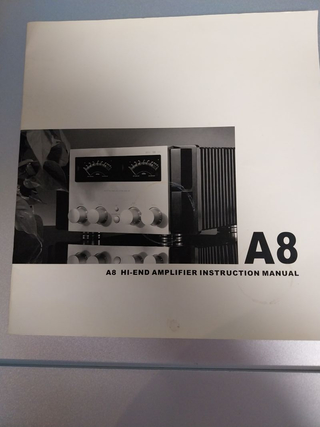 A8
A8 HI-END AMPLIFIER INSTRUCTION MANUAL